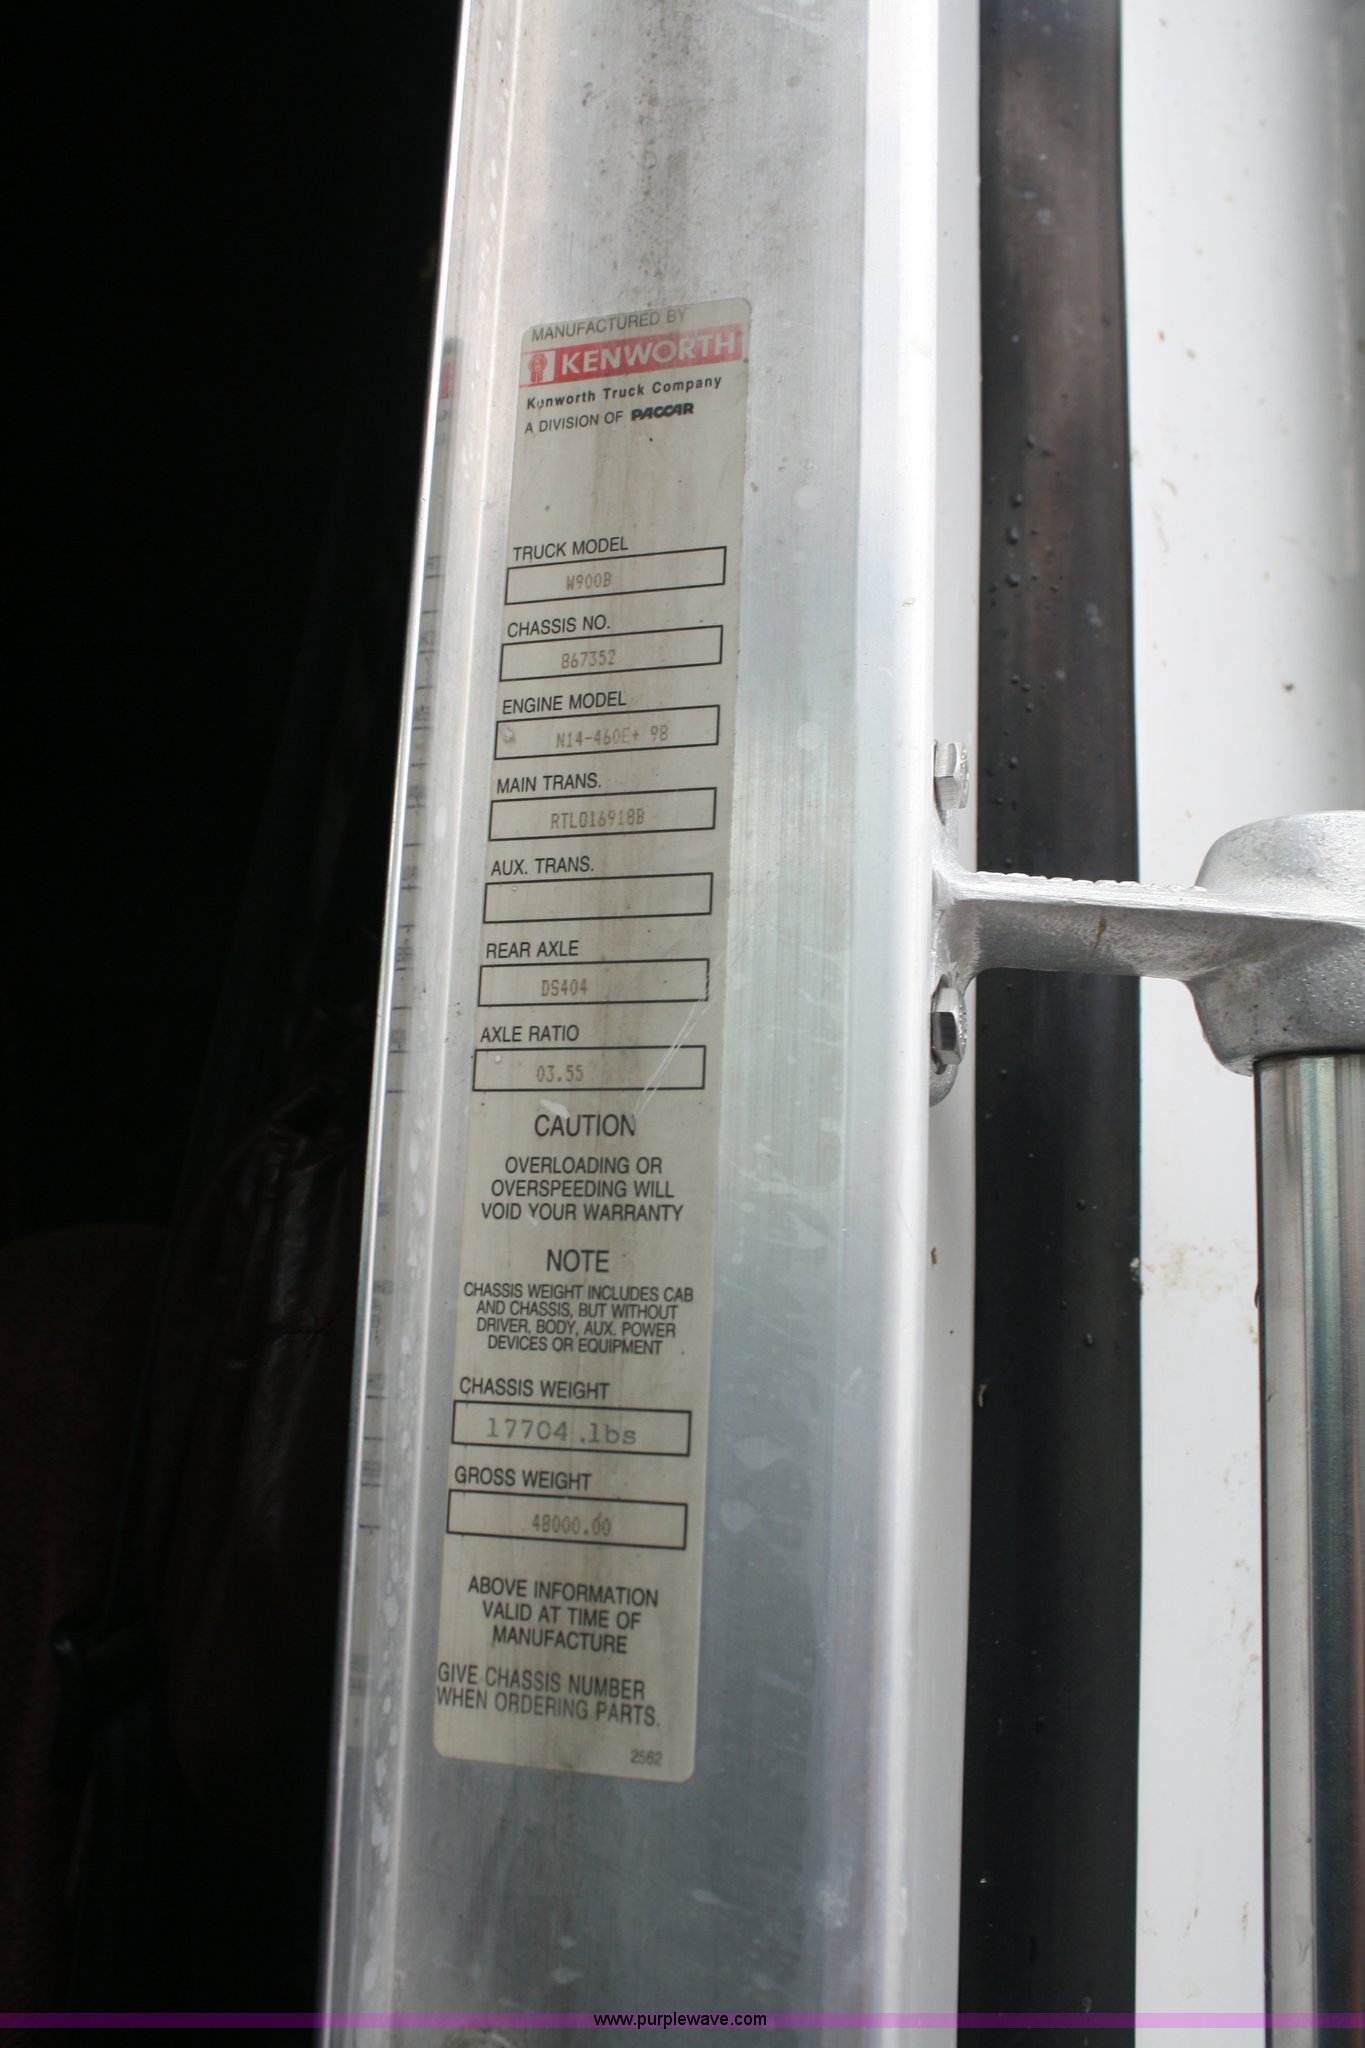 MANUFACTURED BY
KENWORTH
Kenworth Truck Company
A DIVISION OF PACCAR
TRUCK MODEL
W900B
CHASSIS NO.
867352
ENGINE MODEL
N14-460E+ 98
MAIN TRANS.
RTLO16918B
AUX. TRANS.
REAR AXLE
DS404
AXLE RATIO
03.55
CAUTION
OVERLOADING OR
OVERSPEEDING WILL
VOID YOUR WARRANTY
NOTE
CHASSIS WEIGHT INCLUDES CAB
AND CHASSIS, BUT WITHOUT
DRIVER, BODY, AUX. POWER
DEVICES OR EQUIPMENT
CHASSIS WEIGHT
17704.lbs
GROSS WEIGHT
48000.00
ABOVE INFORMATION
VALID AT TIME OF
MANUFACTURE
GIVE CHASSIS NUMBER
WHEN ORDERING PARTS.
2562
www.purplewave.com